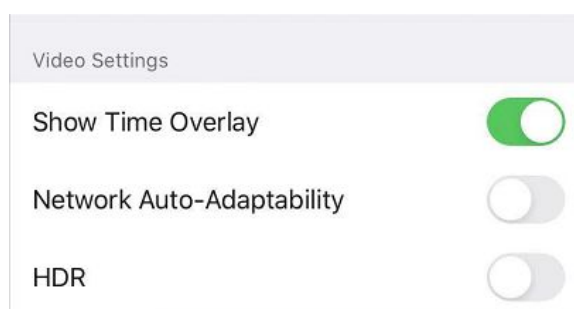 Video Settings
Show Time Overlay
Network Auto-Adaptability
HDR